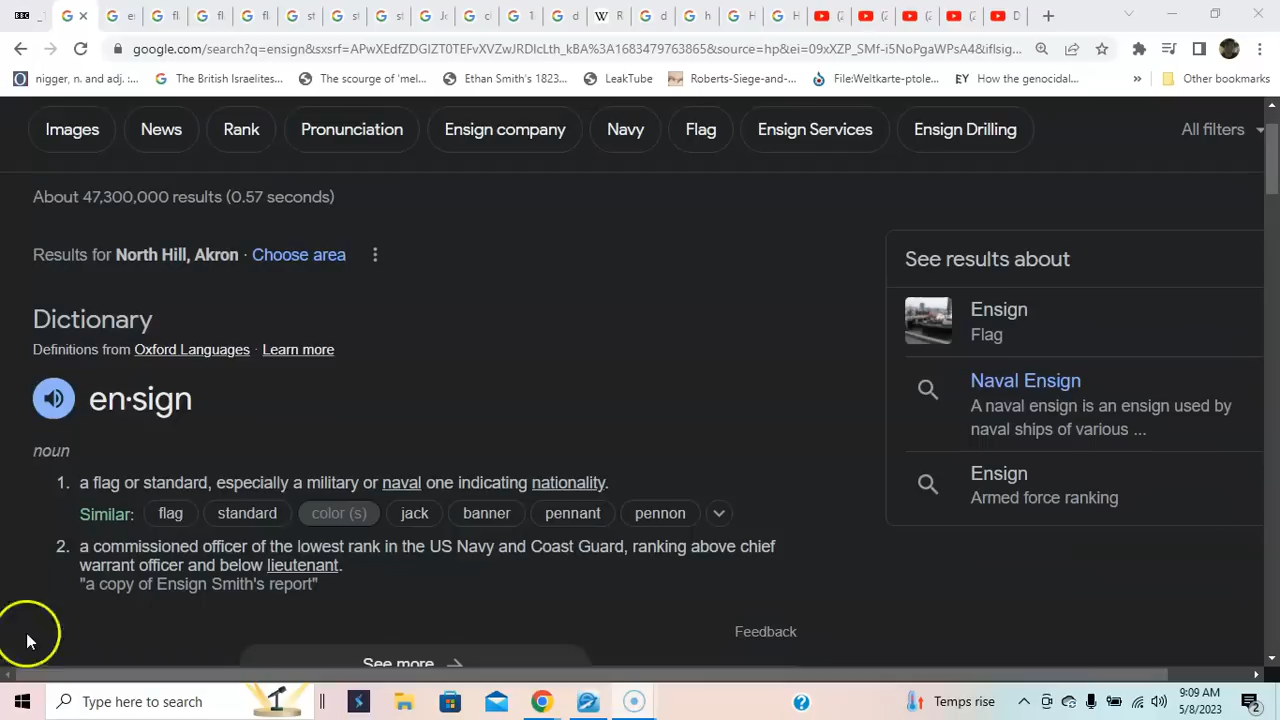 BBC
google.com/search?q=ensign&sxsrf=APwXEdfZDGlZT0TEFvXVZwJRDlcLth_kBA%3A1683479763865&source=hp&ei=09xXZP_SMf-i5NoPgaWPsA4&iflsig...
nigger, n. and adj. :... The British Israelites... The scourge of 'mel... Ethan Smith's 1823... LeakTube Roberts-Siege-and-... File:Weltkarte-ptole... EY How the genocidal... » Other bookmarks
Images News Rank Pronunciation Ensign company Navy Flag Ensign Services Ensign Drilling All filters
About 47,300,000 results (0.57 seconds)
Results for North Hill, Akron · Choose area
See results about
Ensign
Flag
Naval Ensign
A naval ensign is an ensign used by
naval ships of various ...
Ensign
Armed force ranking
Dictionary
Definitions from Oxford Languages · Learn more
en·sign
noun
1. a flag or standard, especially a military or naval one indicating nationality.
Similar: flag standard color (s) jack banner pennant pennon
2. a commissioned officer of the lowest rank in the US Navy and Coast Guard, ranking above chief
warrant officer and below lieutenant.
"a copy of Ensign Smith's report"
Feedback
See more
Type here to search
Temps rise
9:09 AM
5/8/2023
2